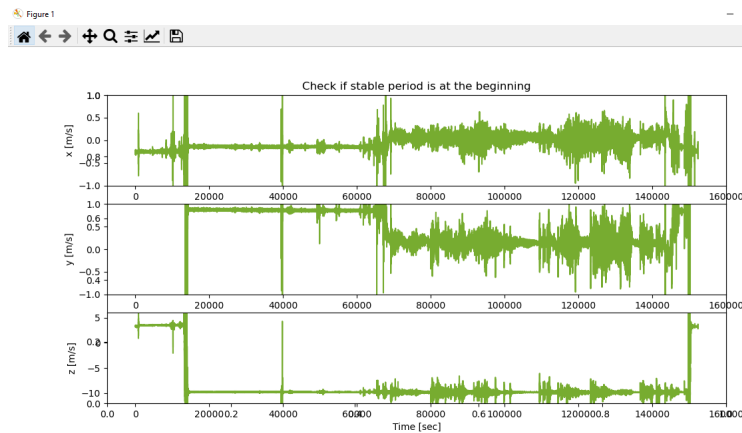 Figure 1
Check if stable period is at the beginning
1.0
1.0
0.5
0.0
0.8
−0.5
−1.0
x [m/s]
0 20000 40000 60000 80000 100000 120000 140000 160000
1.0
0.6
0.5
0.0
−0.5
0.4
−1.0
y [m/s]
0 20000 40000 60000 80000 100000 120000 140000 160000
5
0.2
0
−5
−10
0.0
z [m/s]
0.0 0 20000 0.2 40000 60000 0.4 80000 0.6 100000 120000 0.8 140000 160000 1.0
Time [sec]